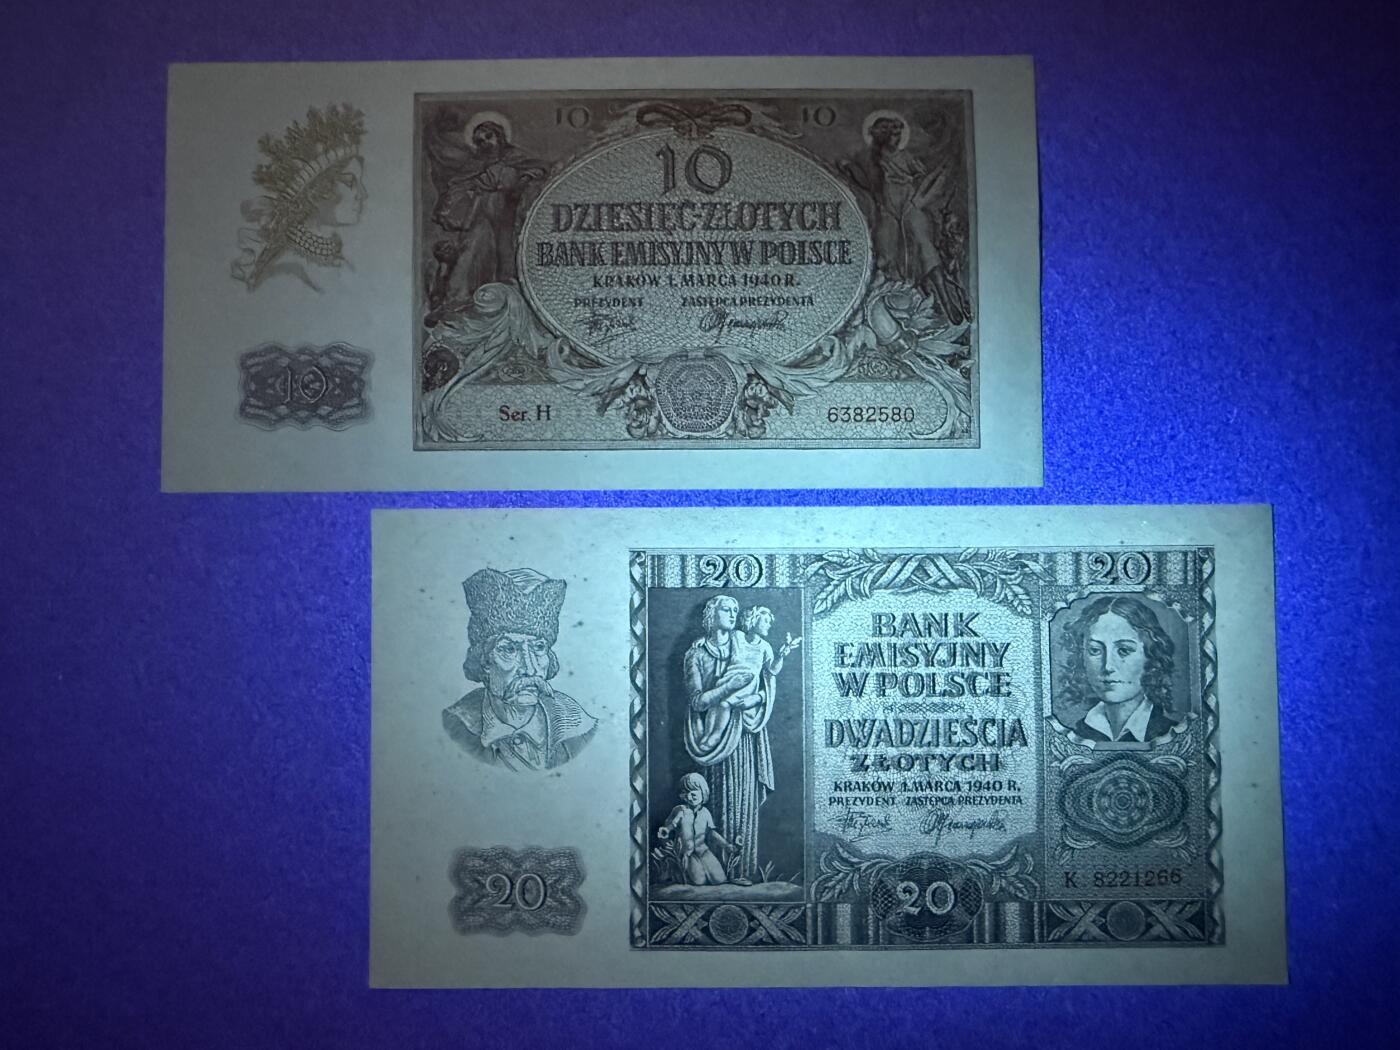 10 10
10
DZIESIĘĆ·ZŁOTYCH
BANK EMISYJNY W POLSCE
KRAKÓW 1. MARCA 1940 R.
PREZYDENT ZASTĘPCA PREZYDENTA
10
Ser. H 6382580
20 20
BANK
EMISYJNY
W POLSCE
DWADZIEŚCIA
ZŁOTYCH
KRAKÓW 1. MARCA 1940 R.
PREZYDENT ZASTĘPCA PREZYDENTA
20
20
K 8221266